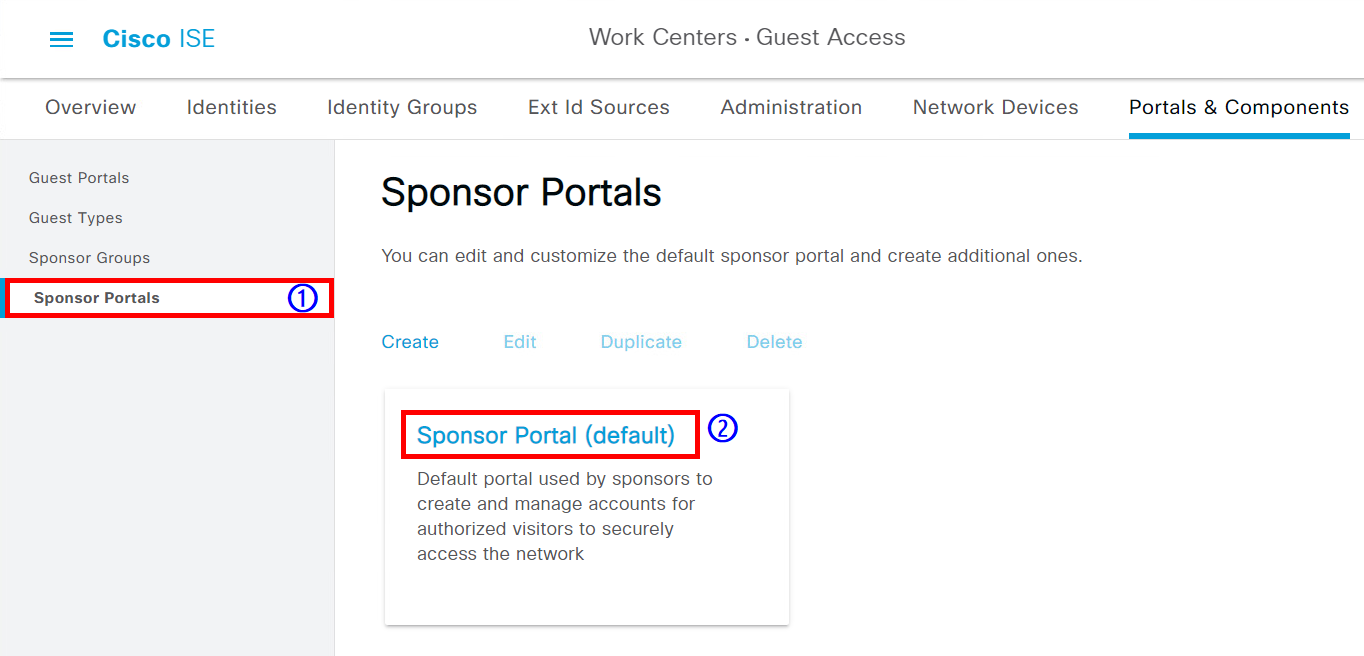 Cisco ISE
Work Centers · Guest Access
Overview
Identities
Identity Groups
Ext Id Sources
Administration
Network Devices
Portals & Components
Guest Portals
Guest Types
Sponsor Groups
Sponsor Portals ①
Sponsor Portals
You can edit and customize the default sponsor portal and create additional ones.
Create
Edit
Duplicate
Delete
Sponsor Portal (default) ②
Default portal used by sponsors to
create and manage accounts for
authorized visitors to securely
access the network